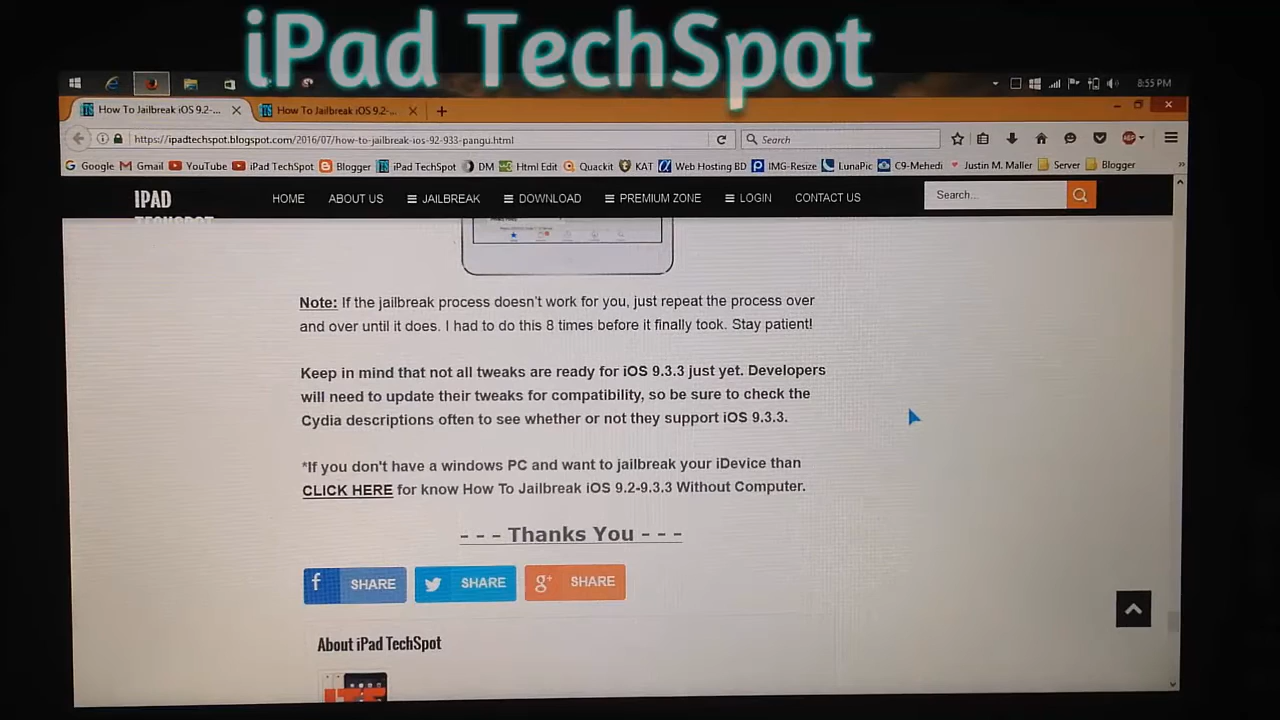 iPad TechSpot
8:55 PM
How To Jailbreak iOS 9.2-...
How To Jailbreak iOS 9.2-...
https://ipadtechspot.blogspot.com/2016/07/how-to-jailbreak-ios-92-933-pangu.html
Search
Google Gmail YouTube iPad TechSpot Blogger iPad TechSpot DM Html Edit Quackit KAT Web Hosting BD IMG-Resize LunaPic C9-Mehedi Justin M. Maller Server Blogger
IPAD
TECHSPOT
HOME ABOUT US JAILBREAK DOWNLOAD PREMIUM ZONE LOGIN CONTACT US
Search...
Note: If the jailbreak process doesn't work for you, just repeat the process over
and over until it does. I had to do this 8 times before it finally took. Stay patient!
Keep in mind that not all tweaks are ready for iOS 9.3.3 just yet. Developers
will need to update their tweaks for compatibility, so be sure to check the
Cydia descriptions often to see whether or not they support iOS 9.3.3.
*If you don't have a windows PC and want to jailbreak your iDevice than
CLICK HERE for know How To Jailbreak iOS 9.2-9.3.3 Without Computer.
- - - Thanks You - - -
f SHARE
SHARE
g+ SHARE
About iPad TechSpot